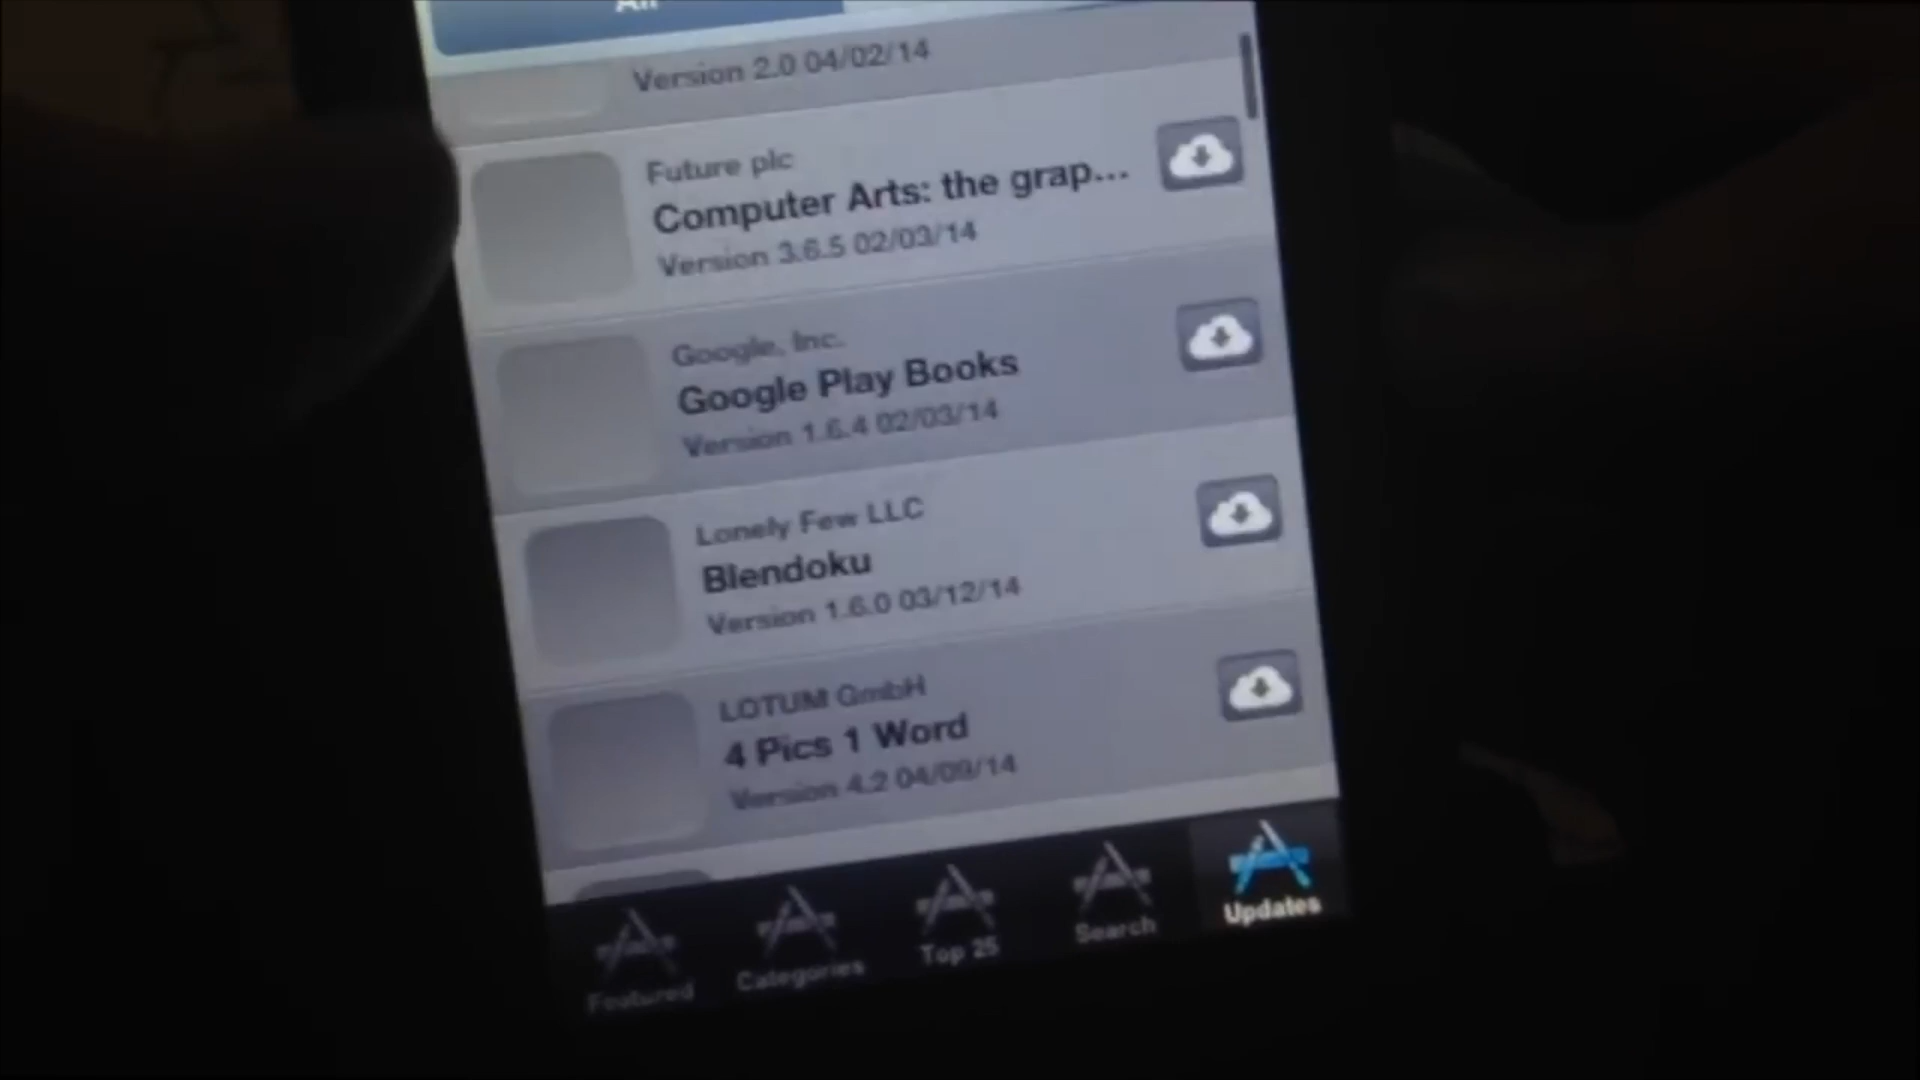 All
Version 2.0 04/02/14
Future plc
Computer Arts: the grap...
Version 3.6.5 02/03/14
Google, Inc.
Google Play Books
Version 1.6.4 02/03/14
Lonely Few LLC
Blendoku
Version 1.6.0 03/12/14
LOTUM GmbH
4 Pics 1 Word
Version 4.2 04/09/14
Featured
Categories
Top 25
Search
Updates